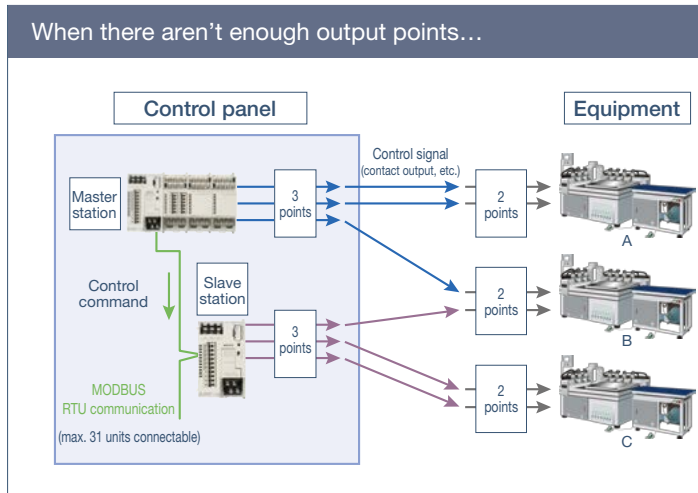 When there aren't enough output points…
Control panel
Equipment
Master
station
3
points
Control signal
(contact output, etc.)
2
points
A
Control
command
Slave
station
3
points
2
points
B
MODBUS
RTU communication
(max. 31 units connectable)
2
points
C